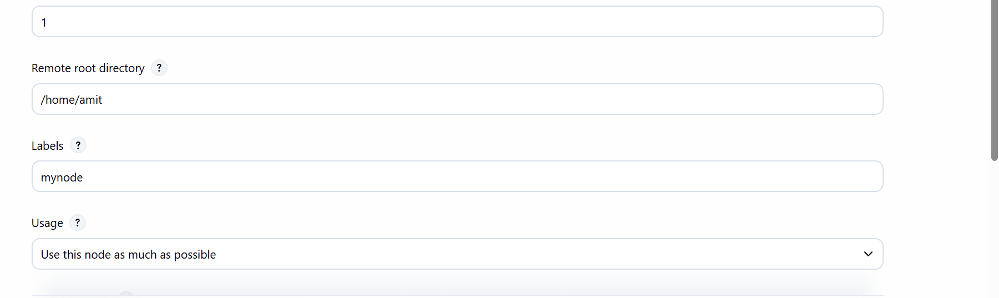 1
Remote root directory ?
/home/amit
Labels ?
mynode
Usage ?
Use this node as much as possible